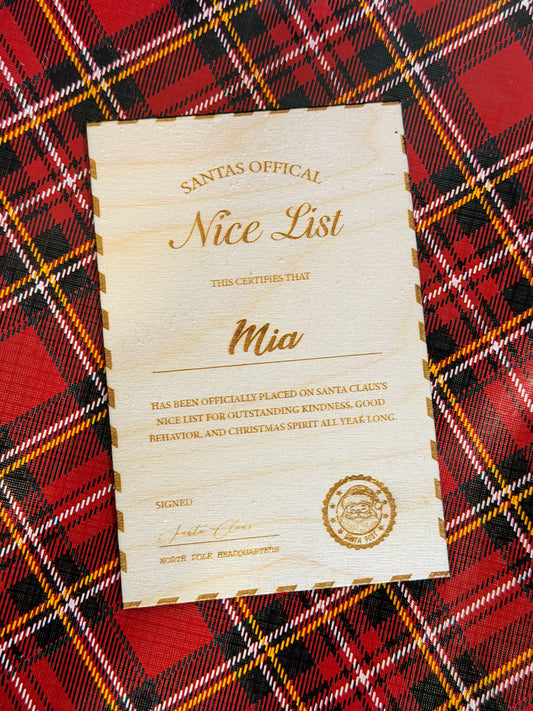 SANTAS OFFICAL
Nice List
THIS CERTIFIES THAT
Mia
HAS BEEN OFFICIALLY PLACED ON SANTA CLAUS'S
NICE LIST FOR OUTSTANDING KINDNESS, GOOD
BEHAVIOR, AND CHRISTMAS SPIRIT ALL YEAR LONG.
SIGNED
Santa Claus
NORTH POLE HEADQUARTERS
SANTA POST